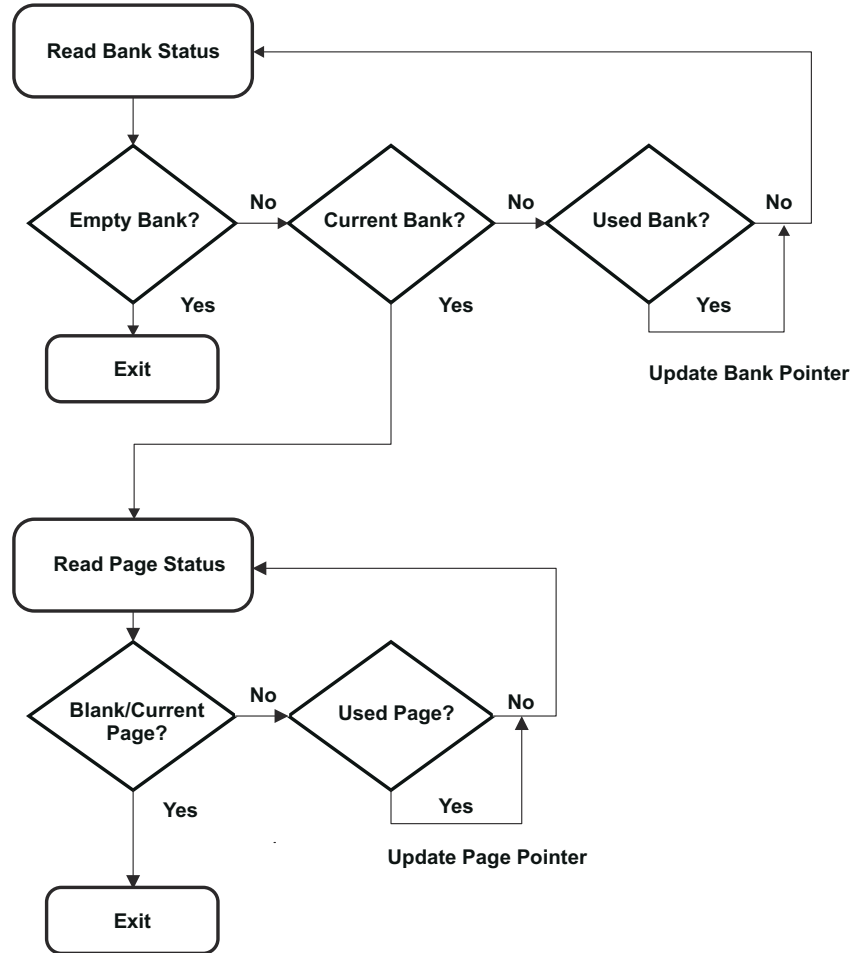 Read Bank Status
Empty Bank?
No
Current Bank?
No
Used Bank?
No
Yes
Yes
Yes
Exit
Update Bank Pointer
Read Page Status
Blank/Current
Page?
No
Used Page?
No
Yes
Yes
Update Page Pointer
Exit